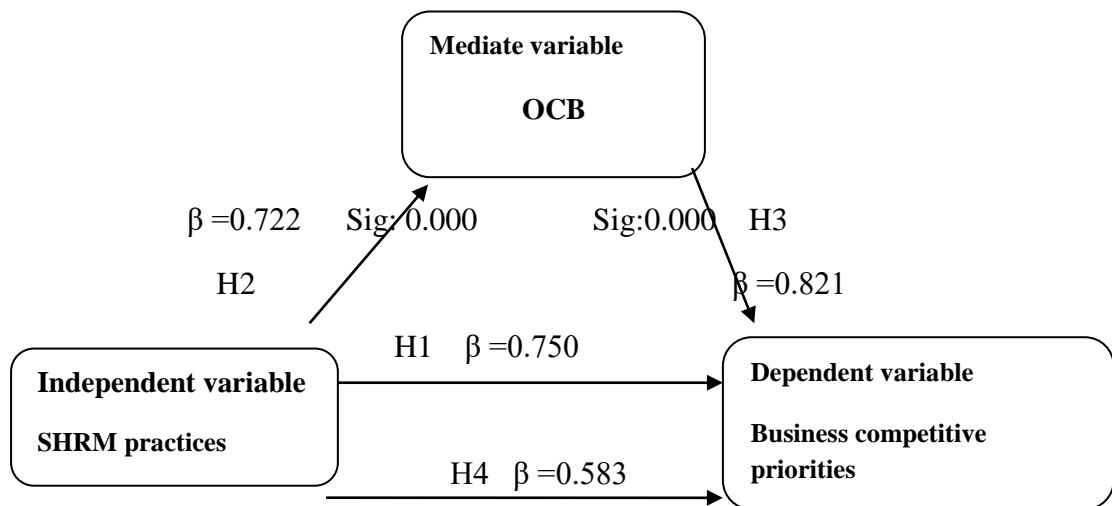 Mediate variable
OCB
β =0.722 Sig: 0.000 Sig:0.000 H3
H2 β =0.821
H1 β =0.750
Independent variable
SHRM practices
Dependent variable
Business competitive
priorities
H4 β =0.583